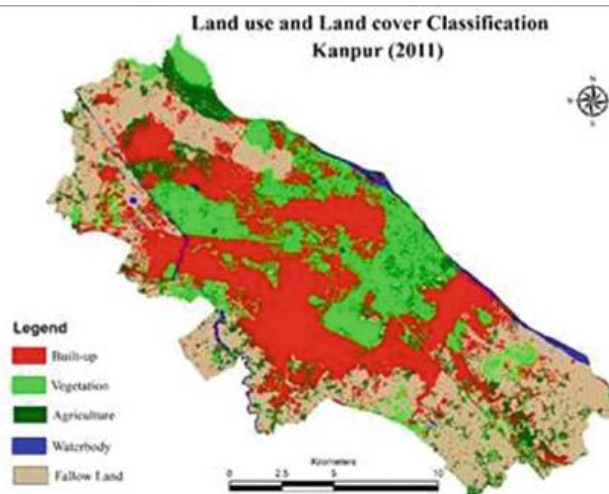 Land use and Land cover Classification
Kanpur (2011)
N
S
Legend
Built-up
Vegetation
Agriculture
Waterbody
Fallow Land
Kilometers
0 2.5 5 10